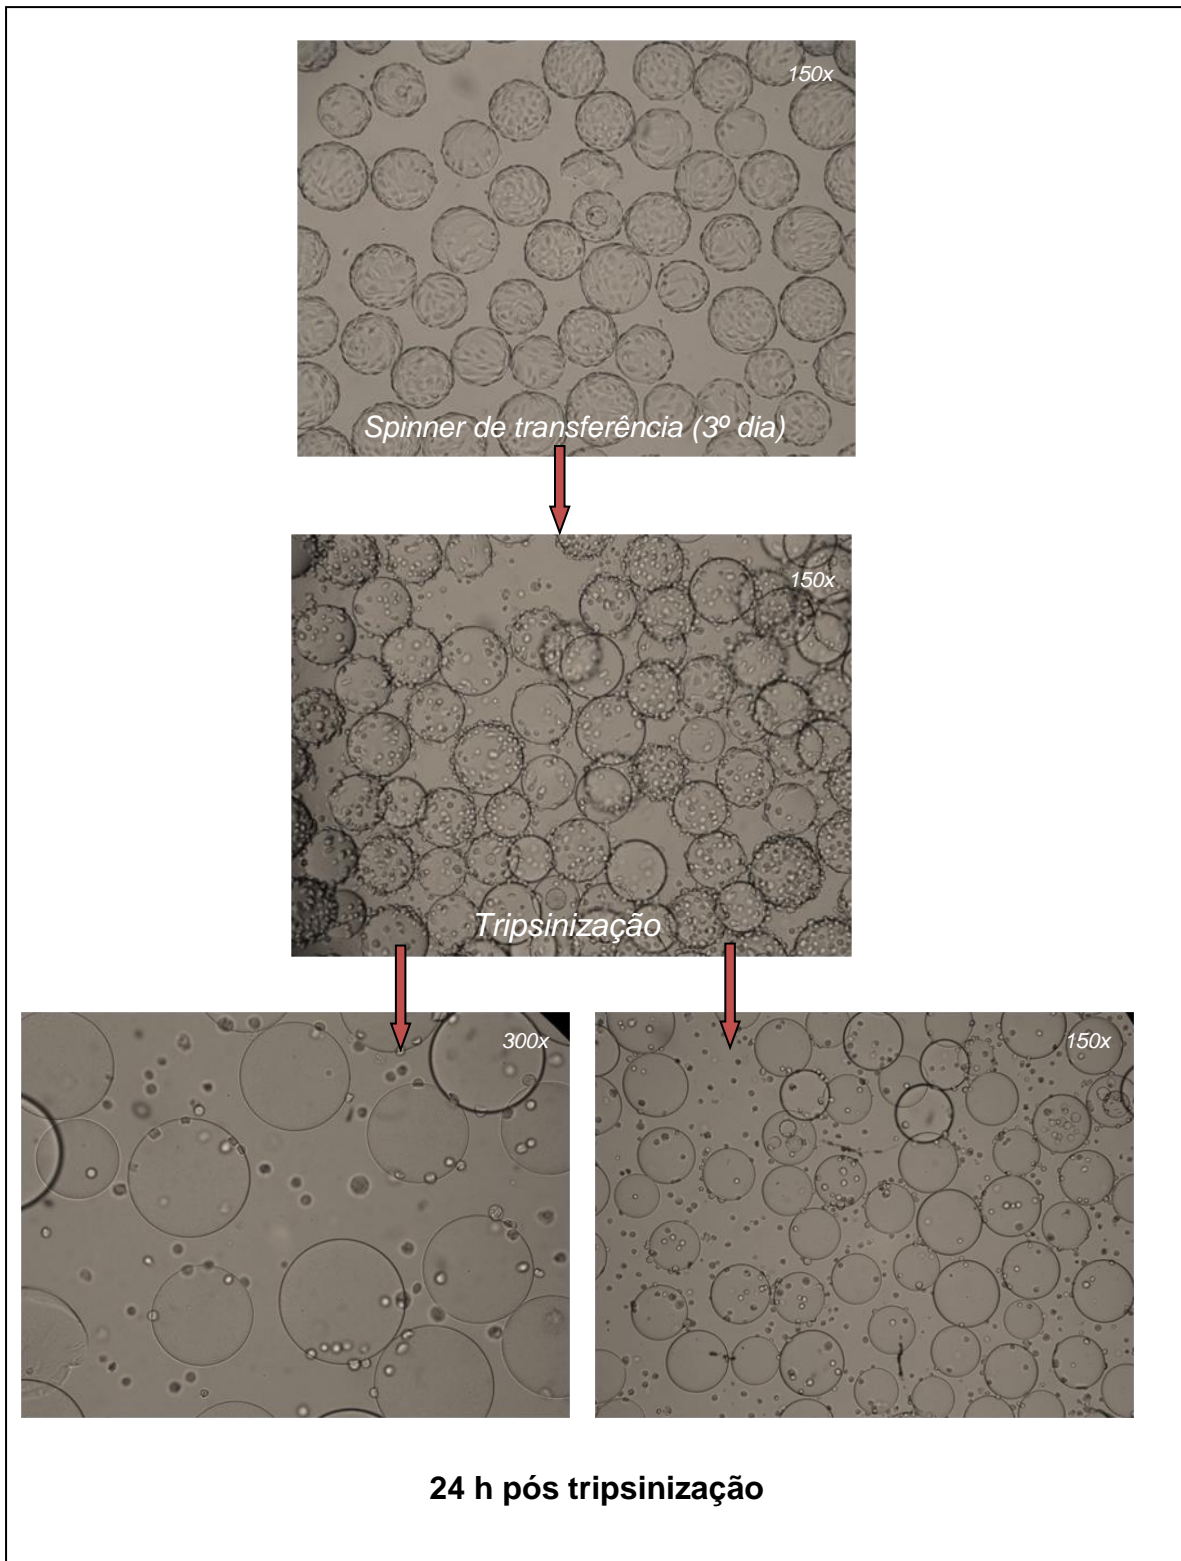 150x
Spinner de transferência (3º dia)
150x
Tripsinização
300x
150x
24 h pós tripsinização